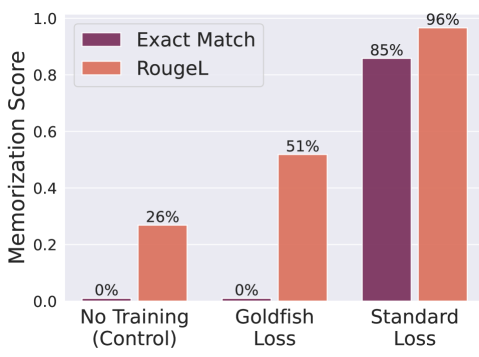 1.0
0.8
0.6
0.4
0.2
0.0
Memorization Score
Exact Match
RougeL
0%
26%
0%
51%
85%
96%
No Training
(Control)
Goldfish
Loss
Standard
Loss